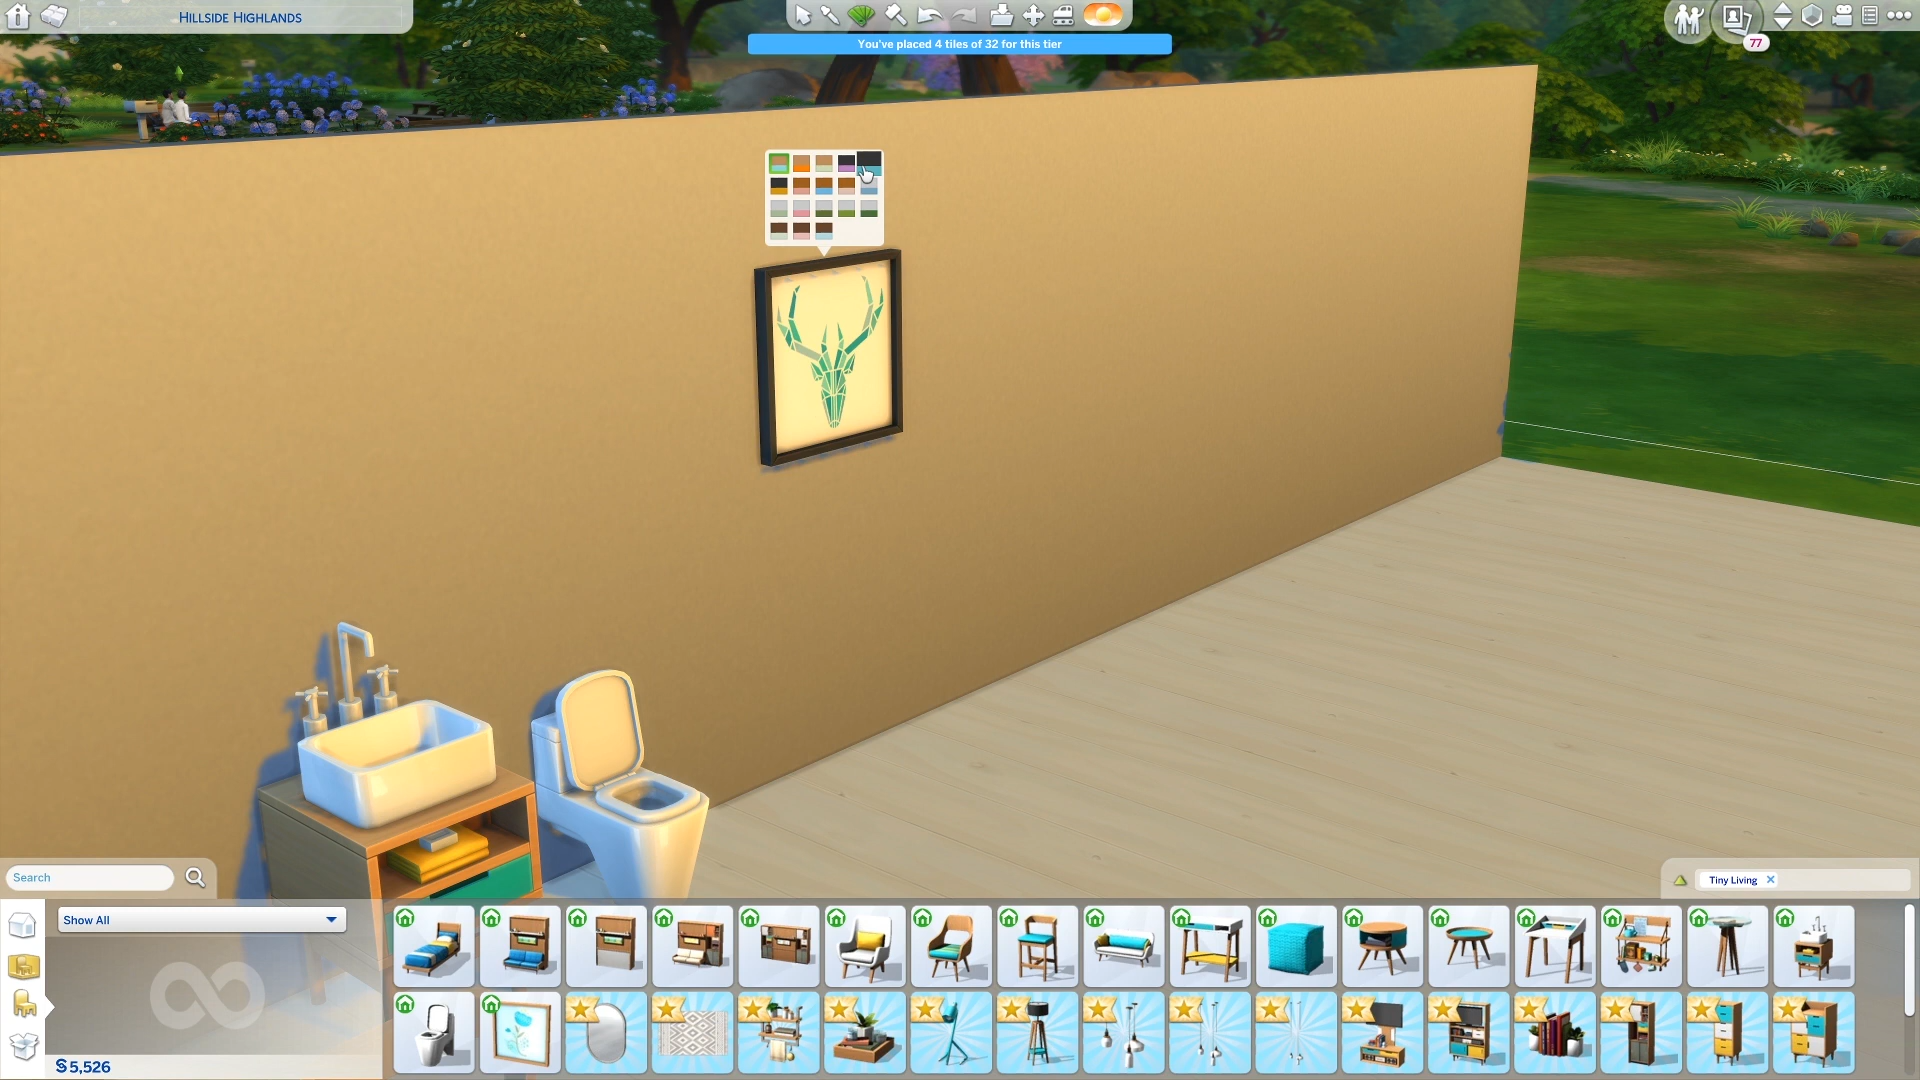 HILLSIDE HIGHLANDS
You've placed 4 tiles of 32 for this tier
77
Search
Tiny Living
Show All
§5,526